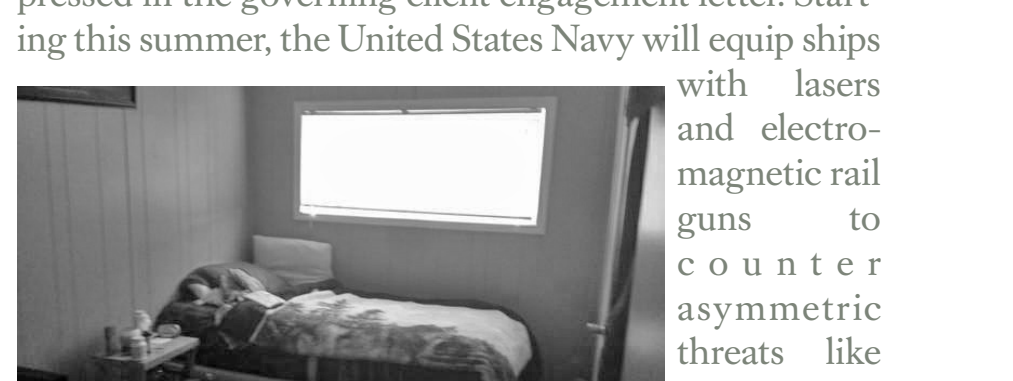 pressed in the governing client engagement letter. Start-
ing this summer, the United States Navy will equip ships
with lasers
and electro-
magnetic rail
guns to
counter
asymmetric
threats like